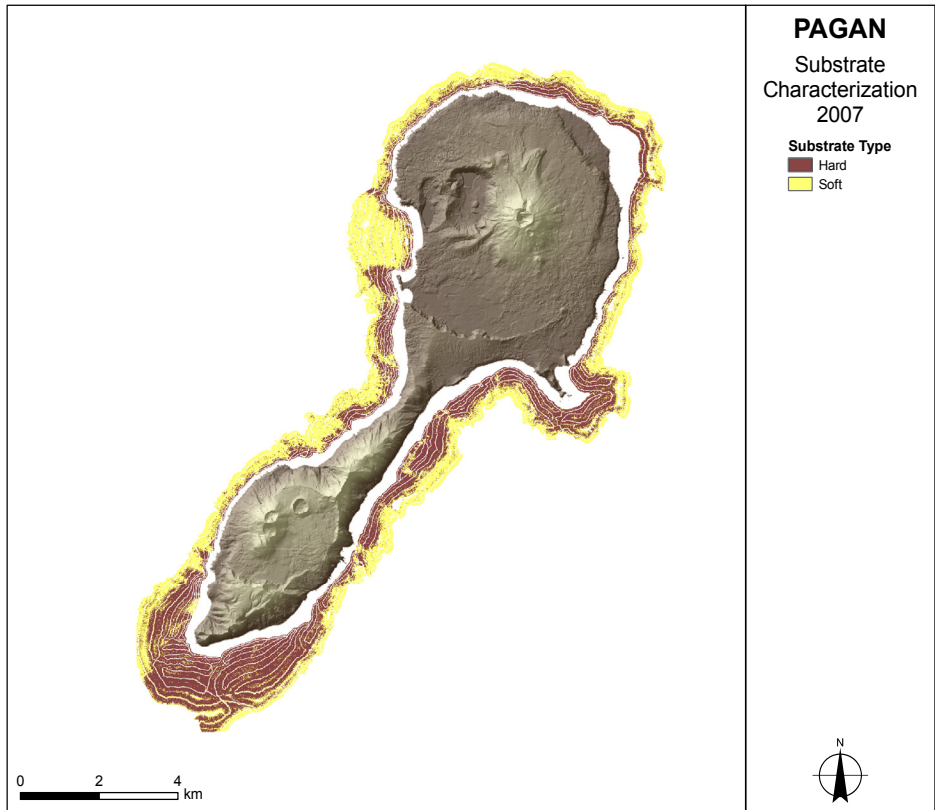 PAGAN
Substrate
Characterization
2007
Substrate Type
Hard
Soft
N
0 2 4
km